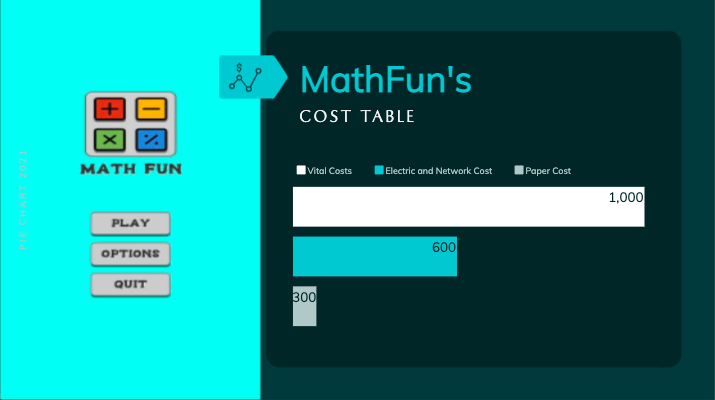 PIE CHART 2021
MATH FUN
PLAY
OPTIONS
QUIT
$
MathFun's
COST TABLE
Vital Costs
Electric and Network Cost
Paper Cost
1,000
600
300